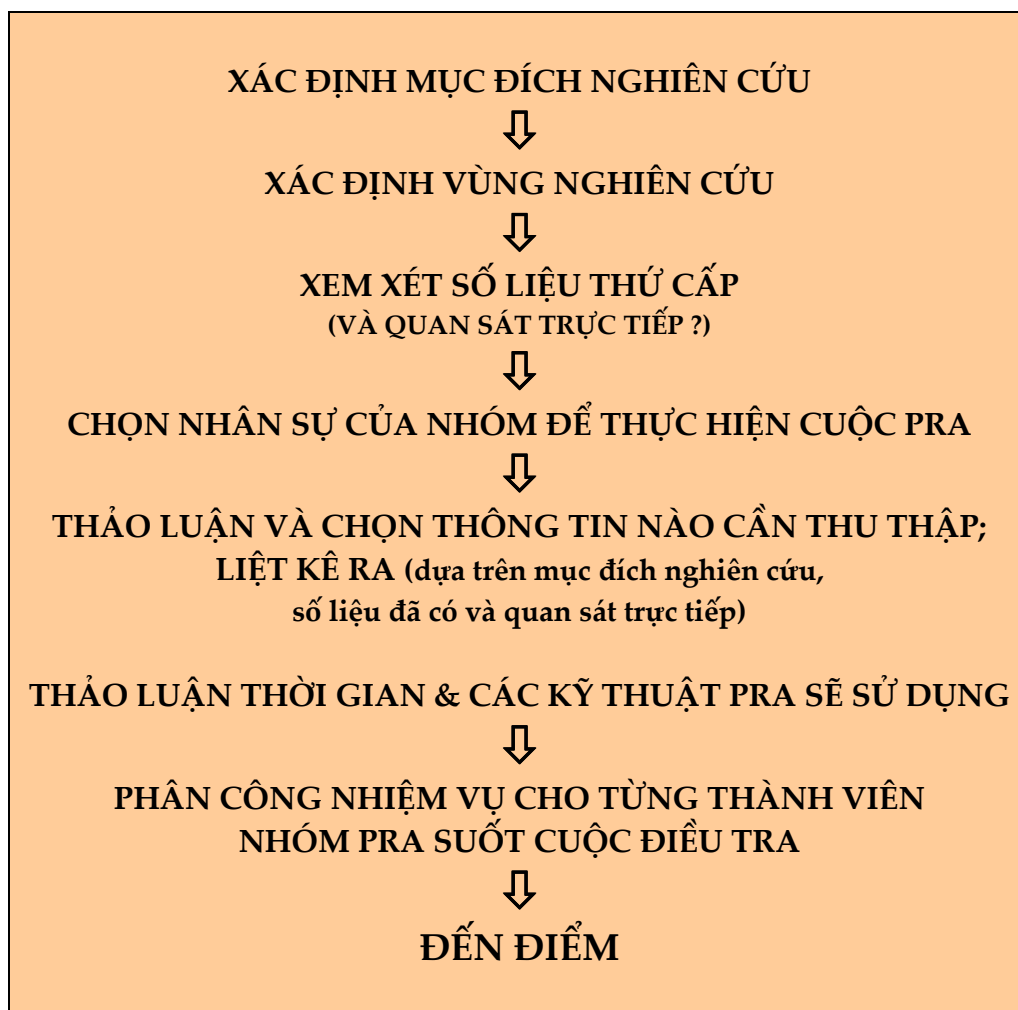 XÁC ĐỊNH MỤC ĐÍCH NGHIÊN CỨU
XÁC ĐỊNH VÙNG NGHIÊN CỨU
XEM XÉT SỐ LIỆU THỨ CẤP
(VÀ QUAN SÁT TRỰC TIẾP ?)
CHỌN NHÂN SỰ CỦA NHÓM ĐỂ THỰC HIỆN CUỘC PRA
THẢO LUẬN VÀ CHỌN THÔNG TIN NÀO CẦN THU THẬP;
LIỆT KÊ RA (dựa trên mục đích nghiên cứu,
số liệu đã có và quan sát trực tiếp)
THẢO LUẬN THỜI GIAN & CÁC KỸ THUẬT PRA SẼ SỬ DỤNG
PHÂN CÔNG NHIỆM VỤ CHO TỪNG THÀNH VIÊN
NHÓM PRA SUỐT CUỘC ĐIỀU TRA
ĐẾN ĐIỂM